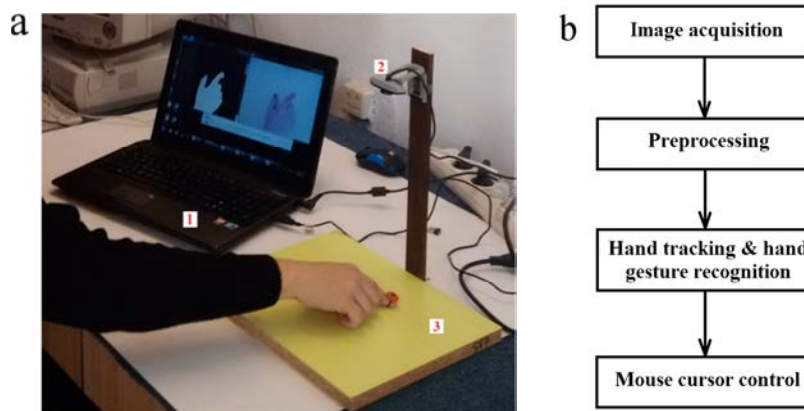 a
b
1
2
3
Image acquisition
Preprocessing
Hand tracking & hand
gesture recognition
Mouse cursor control